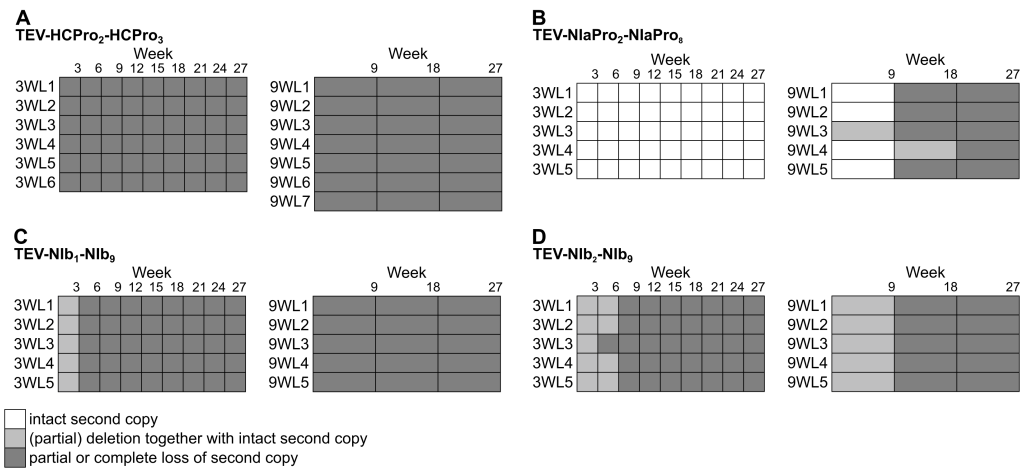 A
TEV-HCPro2-HCPro3
Week
3 6 9 12 15 18 21 24 27
3WL1
3WL2
3WL3
3WL4
3WL5
3WL6
Week
9 18 27
9WL1
9WL2
9WL3
9WL4
9WL5
9WL6
9WL7
B
TEV-NIaPro2-NIaPro8
Week
3 6 9 12 15 18 21 24 27
3WL1
3WL2
3WL3
3WL4
3WL5
Week
9 18 27
9WL1
9WL2
9WL3
9WL4
9WL5
C
TEV-NIb1-NIb9
Week
3 6 9 12 15 18 21 24 27
3WL1
3WL2
3WL3
3WL4
3WL5
Week
9 18 27
9WL1
9WL2
9WL3
9WL4
9WL5
D
TEV-NIb2-NIb9
Week
3 6 9 12 15 18 21 24 27
3WL1
3WL2
3WL3
3WL4
3WL5
Week
9 18 27
9WL1
9WL2
9WL3
9WL4
9WL5
intact second copy
(partial) deletion together with intact second copy
partial or complete loss of second copy